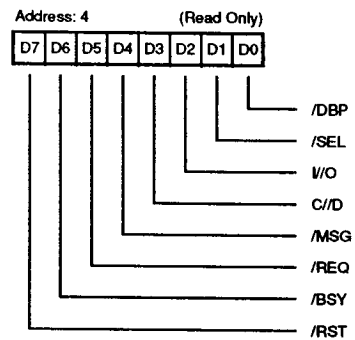 Address: 4 (Read Only)
D7 D6 D5 D4 D3 D2 D1 D0
/DBP
/SEL
I//O
C//D
/MSG
/REQ
/BSY
/RST